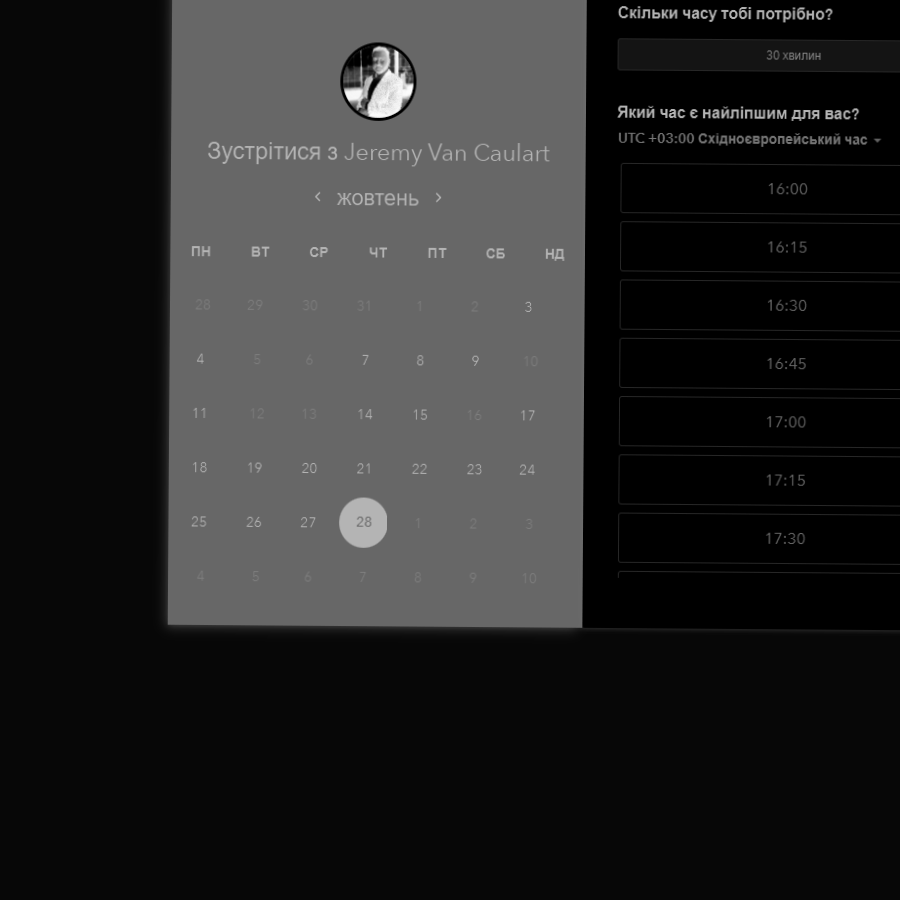 Зустрітися з Jeremy Van Caulart
жовтень
ПН ВТ СР ЧТ ПТ СБ НД
28 29 30 31 1 2 3
4 5 6 7 8 9 10
11 12 13 14 15 16 17
18 19 20 21 22 23 24
25 26 27 28 1 2 3
4 5 6 7 8 9 10
Скільки часу тобі потрібно?
30 хвилин
Який час є найліпшим для вас?
UTC +03:00 Східноєвропейський час
16:00
16:15
16:30
16:45
17:00
17:15
17:30